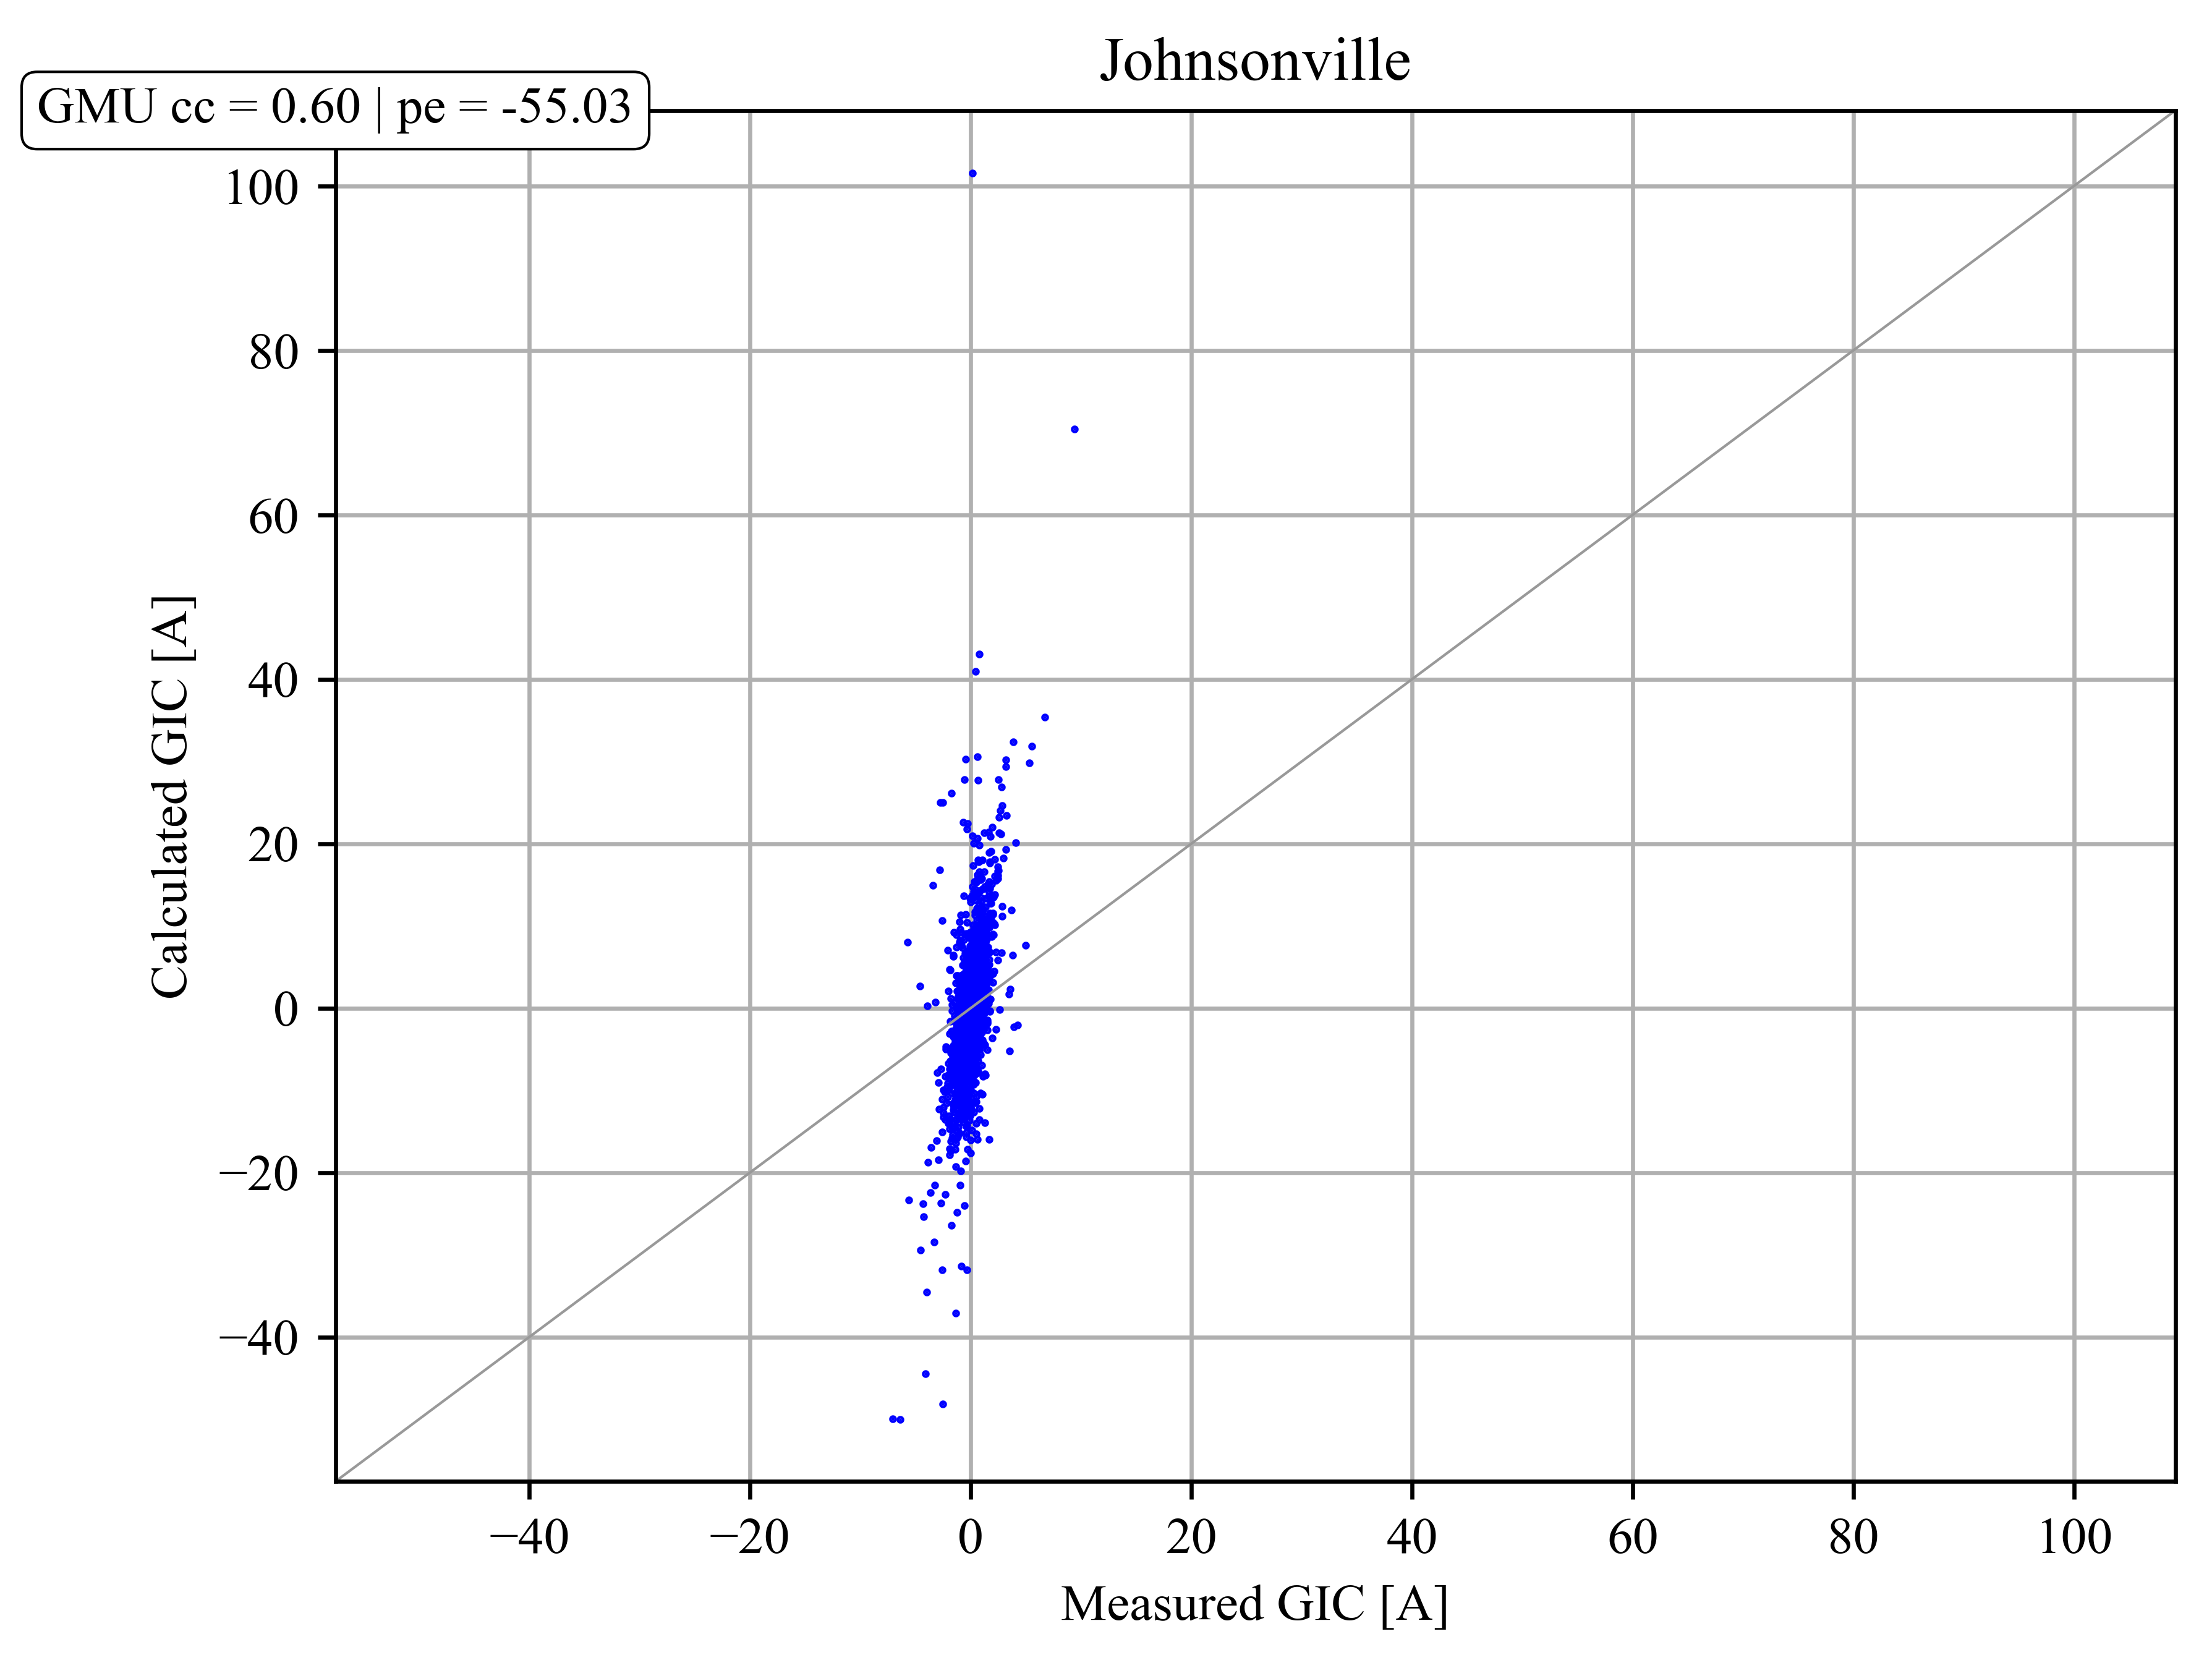 Johnsonville
GMU cc = 0.60 | pe = -55.03
100
80
60
40
20
0
−20
−40
Calculated GIC [A]
−40 −20 0 20 40 60 80 100
Measured GIC [A]